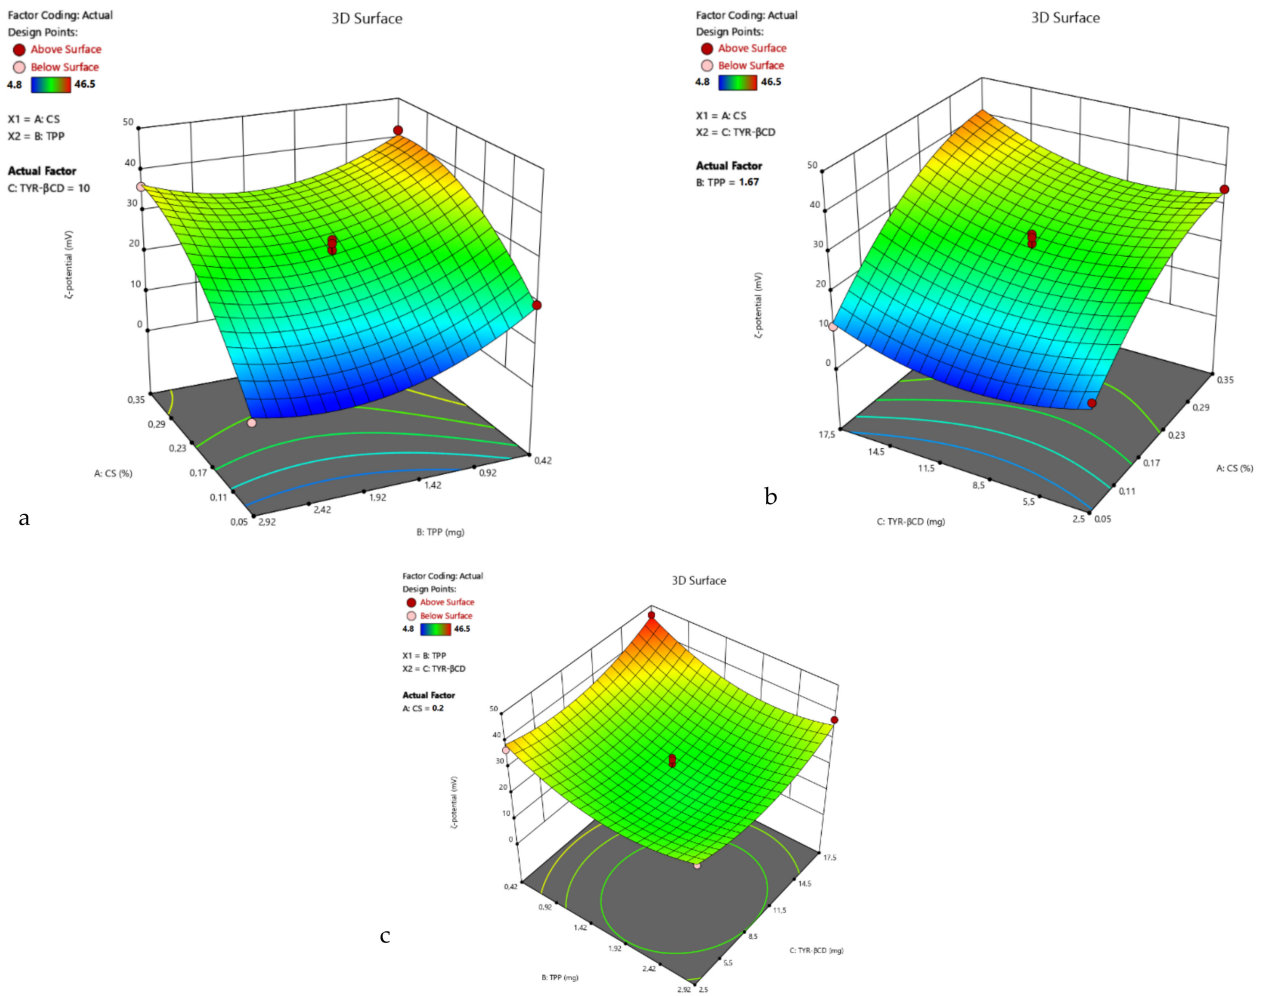 Factor Coding: Actual
3D Surface
Design Points:
Above Surface
Below Surface
4.8 46.5
X1 = A: CS
X2 = B: TPP
Actual Factor
C: TYR-βCD = 10
50
40
30
20
10
0
ζ-potential (mV)
0,35
0,29
0,23
0,17
0,11
0,05
A: CS (%)
2.92
2.42
1.92
1.42
0.92
0.42
B: TPP (mg)
a
Factor Coding: Actual
3D Surface
Design Points:
Above Surface
Below Surface
4.8 46.5
X1 = A: CS
X2 = C: TYR-βCD
Actual Factor
B: TPP = 1.67
50
40
30
20
10
0
ζ-potential (mV)
17,5
14.5
11.5
8,5
5,5
2.5
C: TYR-βCD (mg)
0.05
0,11
0,17
0,23
0,29
0,35
A: CS (%)
b
Factor Coding: Actual
3D Surface
Design Points:
Above Surface
Below Surface
4.8 46.5
X1 = B: TPP
X2 = C: TYR-βCD
Actual Factor
A: CS = 0.2
50
40
30
20
10
0
ζ-potential (mV)
0,42
0,92
1.42
1.92
2.42
2.92
B: TPP (mg)
2.5
5,5
8,5
11,5
14,5
17.5
C: TYR-βCD (mg)
c